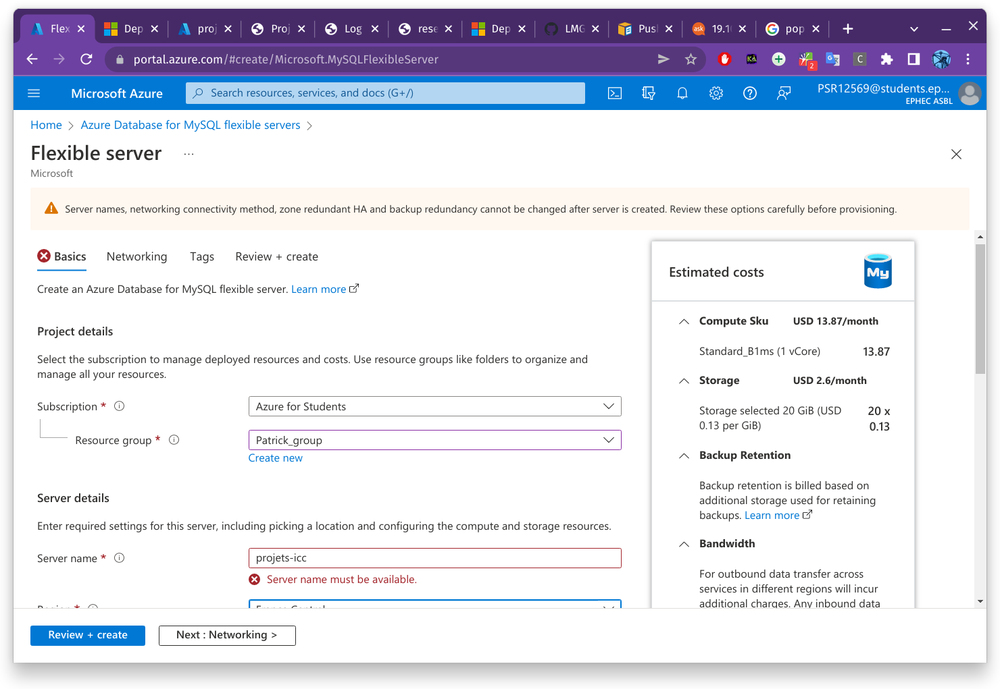 Flex
Dep
proj
Proj
Log
rese
Dep
LMG
Pus
19.10
pop
portal.azure.com/#create/Microsoft.MySQLFlexibleServer
2
C
Microsoft Azure
Search resources, services, and docs (G+/)
PSR12569@students.ep...
EPHEC ASBL
Home > Azure Database for MySQL flexible servers >
Flexible server ...
Microsoft
Server names, networking connectivity method, zone redundant HA and backup redundancy cannot be changed after server is created. Review these options carefully before provisioning.
Basics
Networking
Tags
Review + create
Create an Azure Database for MySQL flexible server. Learn more
Project details
Select the subscription to manage deployed resources and costs. Use resource groups like folders to organize and
manage all your resources.
Subscription *
Azure for Students
Resource group *
Patrick_group
Create new
Server details
Enter required settings for this server, including picking a location and configuring the compute and storage resources.
Server name *
projets-icc
Server name must be available.
Region *
France Central
Estimated costs
My
Compute Sku USD 13.87/month
Standard_B1ms (1 vCore) 13.87
Storage USD 2.6/month
Storage selected 20 GiB (USD 20 x
0.13 per GiB) 0.13
Backup Retention
Backup retention is billed based on
additional storage used for retaining
backups. Learn more
Bandwidth
For outbound data transfer across
services in different regions will incur
additional charges. Any inbound data
Review + create
Next : Networking >